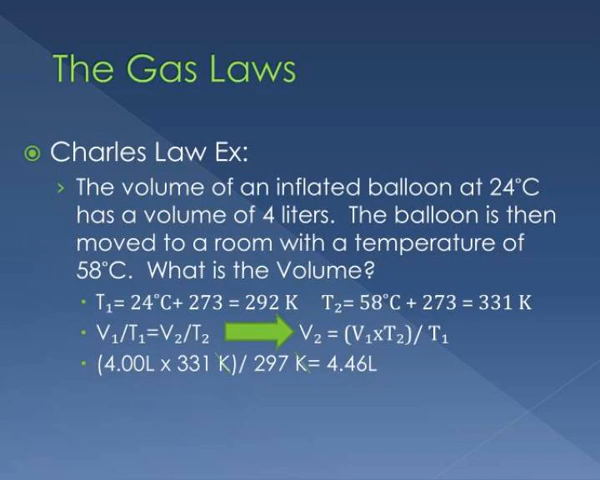 The Gas Laws
Charles Law Ex:
The volume of an inflated balloon at 24°C
has a volume of 4 liters. The balloon is then
moved to a room with a temperature of
58°C. What is the Volume?
T₁= 24°C+ 273 = 292 K T₂= 58°C + 273 = 331 K
V₁/T₁=V₂/T₂ V₂ = (V₁xT₂)/ T₁
(4.00L x 331 K)/ 297 K= 4.46L